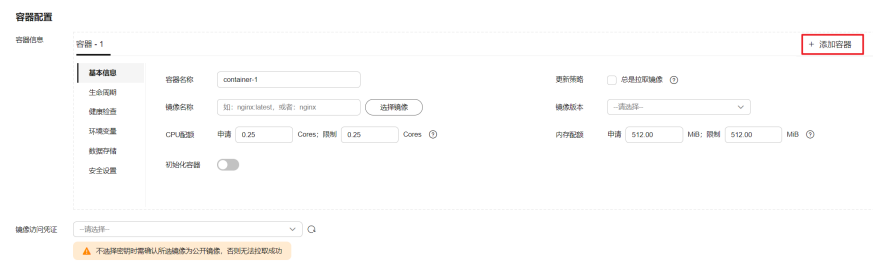 容器配置
容器信息
容器 - 1
+ 添加容器
基本信息
生命周期
健康检查
环境变量
数据存储
安全设置
容器名称 container-1
更新策略 总是拉取镜像 ?
镜像名称 如：nginx:latest，或者：nginx 选择镜像
镜像版本 --请选择--
CPU配额 申请 0.25 Cores；限制 0.25 Cores ?
内存配额 申请 512.00 MiB；限制 512.00 MiB ?
初始化容器
镜像访问凭证 --请选择--
不选择密钥时需确认所选镜像为公开镜像，否则无法拉取成功